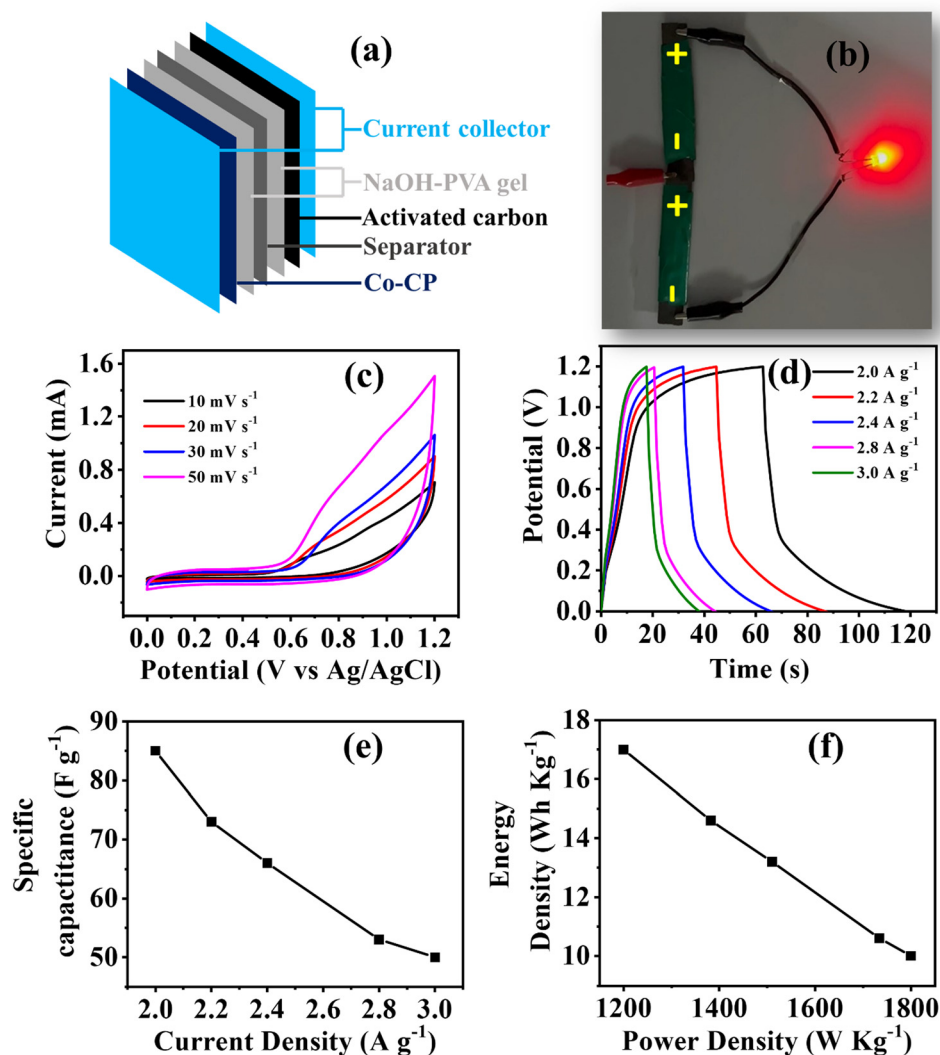 (a)
Current collector
NaOH-PVA gel
Activated carbon
Separator
Co-CP
(b)
+
-
+
-
(c)
10 mV s⁻¹
20 mV s⁻¹
30 mV s⁻¹
50 mV s⁻¹
1.6
1.2
0.8
0.4
0.0
Current (mA)
0.0 0.2 0.4 0.6 0.8 1.0 1.2
Potential (V vs Ag/AgCl)
(d)
2.0 A g⁻¹
2.2 A g⁻¹
2.4 A g⁻¹
2.8 A g⁻¹
3.0 A g⁻¹
1.2
1.0
0.8
0.6
0.4
0.2
0.0
Potential (V)
0 20 40 60 80 100 120
Time (s)
(e)
90
80
70
60
50
Specific
capactitance (F g⁻¹)
2.0 2.2 2.4 2.6 2.8 3.0
Current Density (A g⁻¹)
(f)
18
16
14
12
10
Energy
Density (Wh Kg⁻¹)
1200 1400 1600 1800
Power Density (W Kg⁻¹)